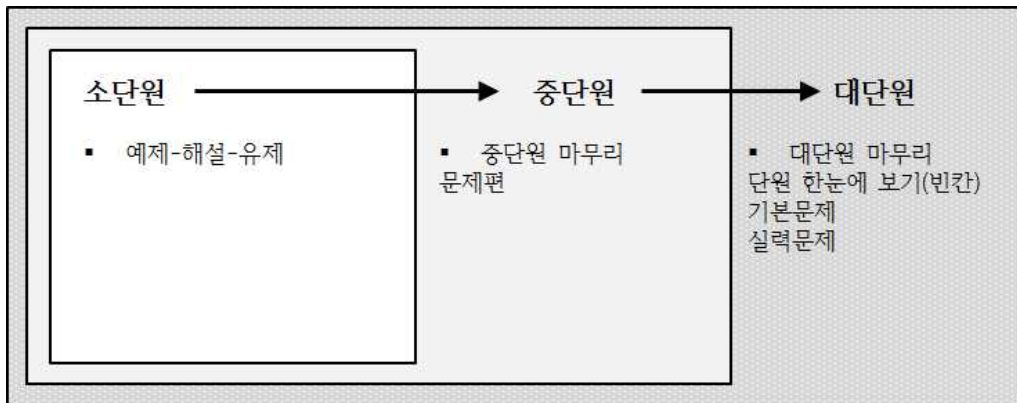 소단원
중단원
대단원
▪ 예제-해설-유제
▪ 중단원 마무리
문제편
▪ 대단원 마무리
단원 한눈에 보기(빈칸)
기본문제
실력문제